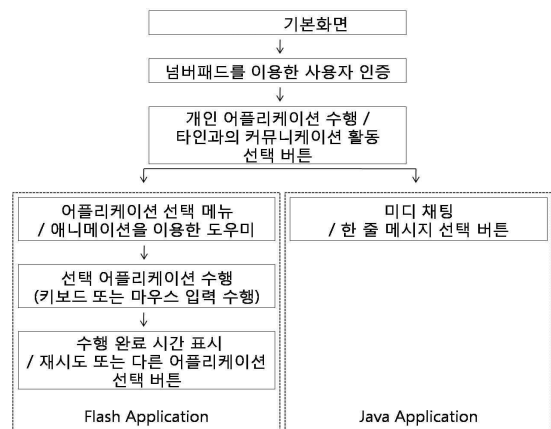 기본화면
넘버패드를 이용한 사용자 인증
개인 어플리케이션 수행 /
타인과의 커뮤니케이션 활동
선택 버튼
어플리케이션 선택 메뉴
/ 애니메이션을 이용한 도우미
미디 채팅
/ 한 줄 메시지 선택 버튼
선택 어플리케이션 수행
(키보드 또는 마우스 입력 수행)
수행 완료 시간 표시
/ 재시도 또는 다른 어플리케이션
선택 버튼
Flash Application
Java Application